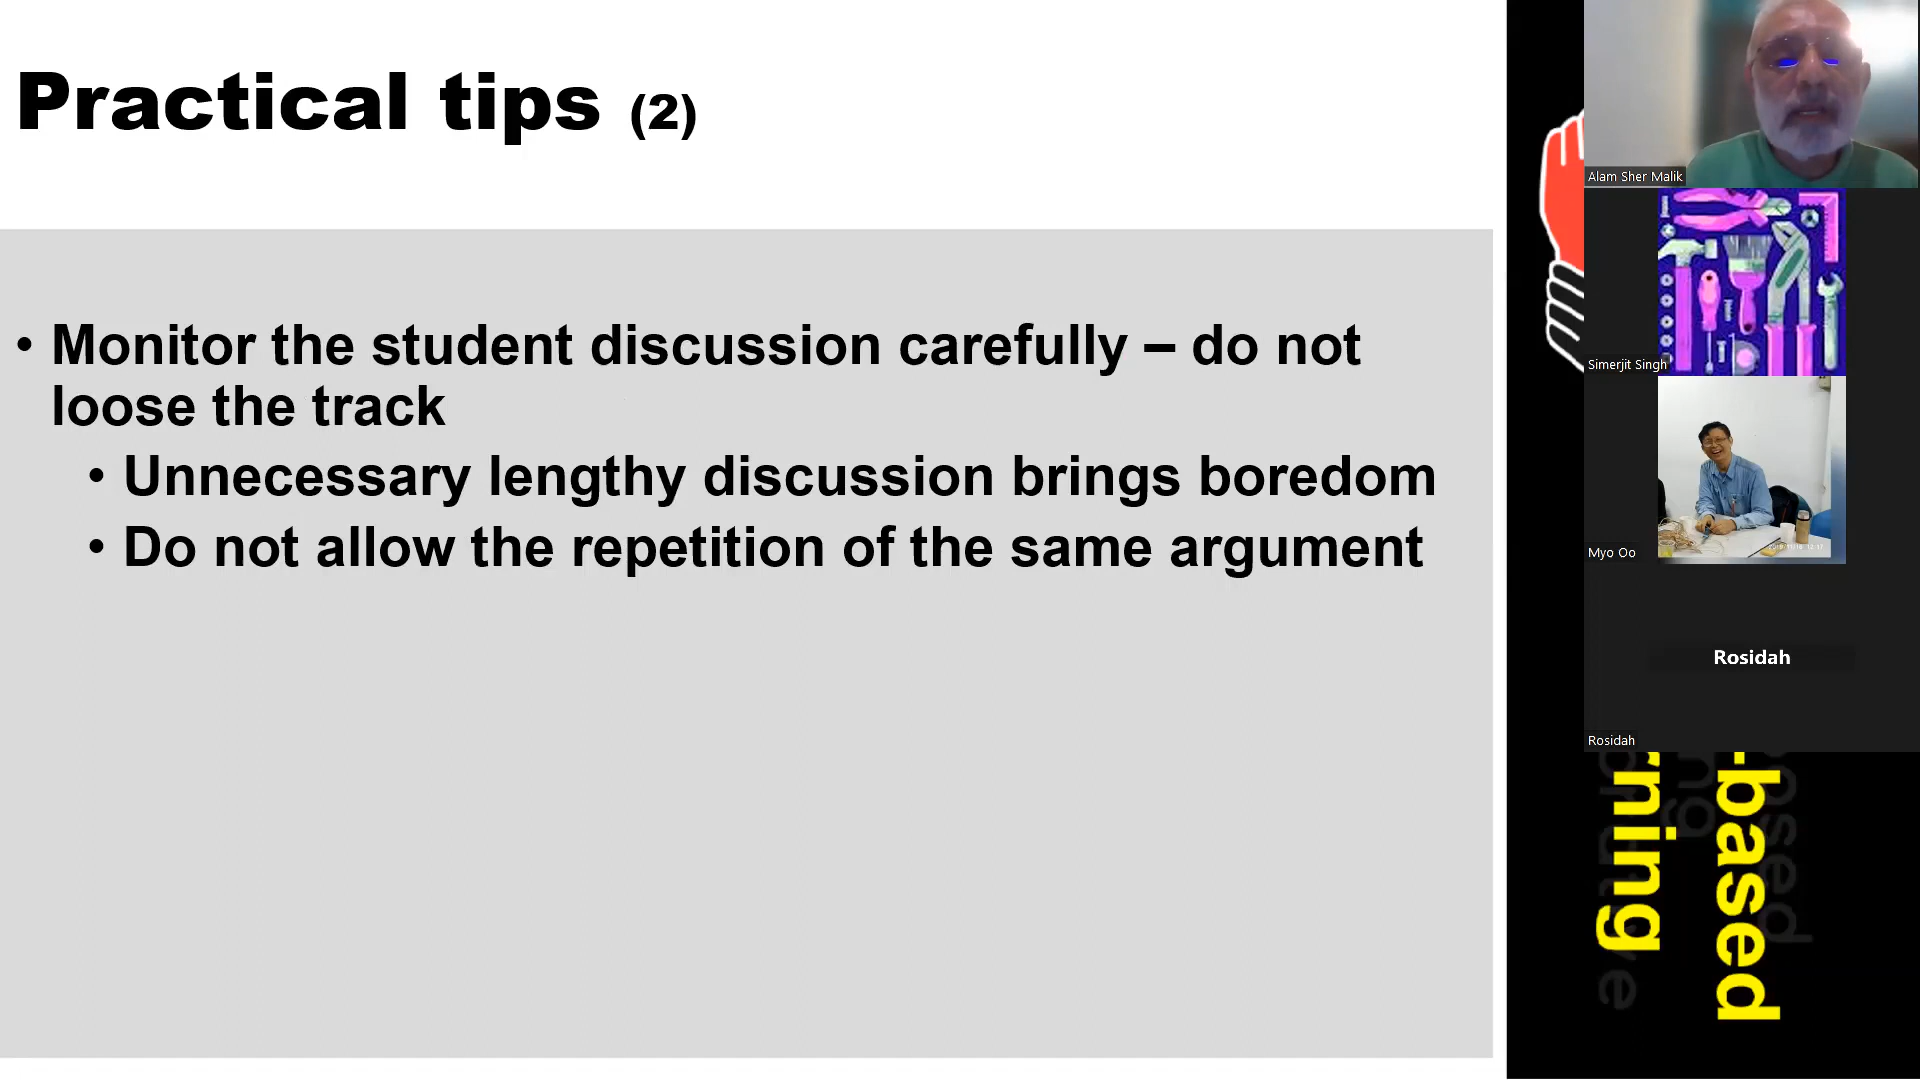 Practical tips (2)
• Monitor the student discussion carefully – do not
loose the track
• Unnecessary lengthy discussion brings boredom
• Do not allow the repetition of the same argument
Alam Sher Malik
Simerjit Singh
Myo Oo
Rosidah
Rosidah
-based
rning